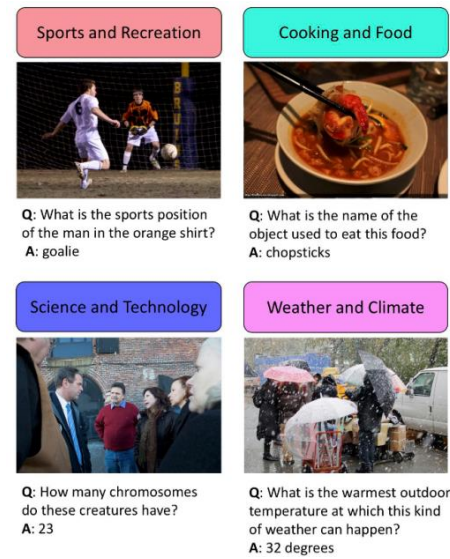 Sports and Recreation
Cooking and Food
BRU
Q: What is the sports position
of the man in the orange shirt?
A: goalie
Q: What is the name of the
object used to eat this food?
A: chopsticks
Science and Technology
Weather and Climate
Q: How many chromosomes
do these creatures have?
A: 23
Q: What is the warmest outdoor
temperature at which this kind
of weather can happen?
A: 32 degrees